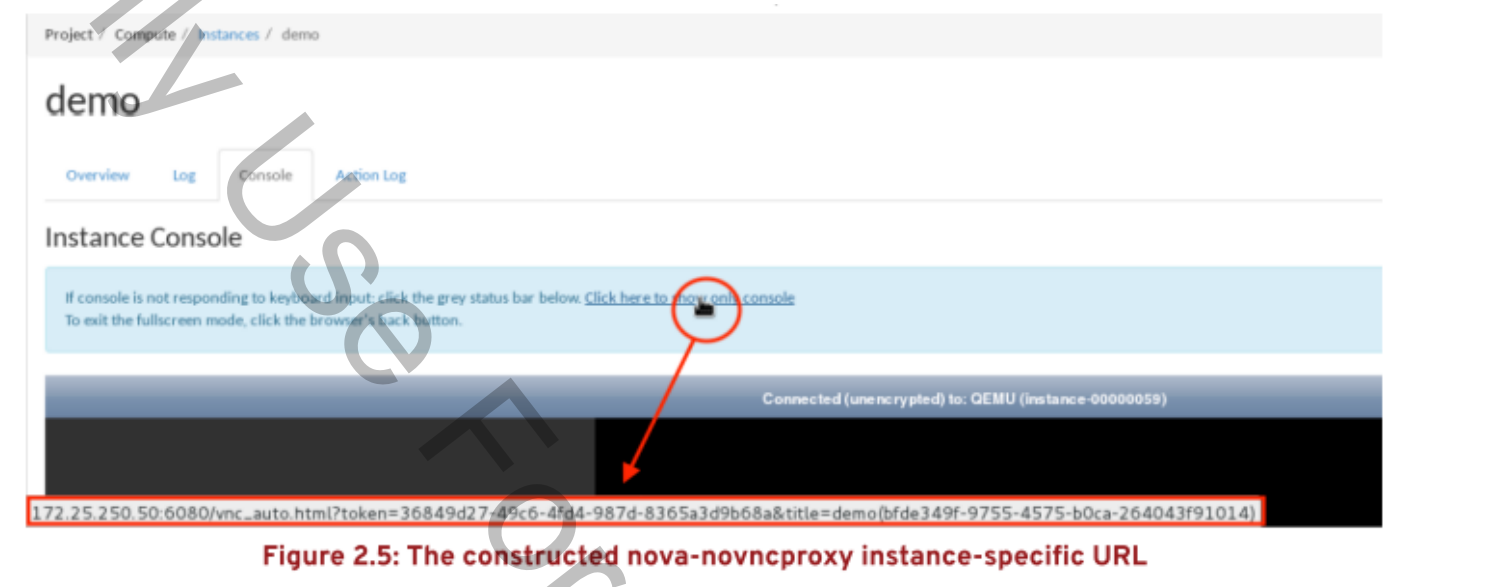 Project / Compute / Instances / demo
demo
Overview Log Console Action Log
Instance Console
If console is not responding to keyboard input: click the grey status bar below. Click here to show only console
To exit the fullscreen mode, click the browser's back button.
Connected (unencrypted) to: QEMU (instance-00000059)
172.25.250.50:6080/vnc_auto.html?token=36849d27-49c6-4fd4-987d-8365a3d9b68a&title=demo(bfde349f-9755-4575-b0ca-264043f91014)
Figure 2.5: The constructed nova-novncproxy instance-specific URL
Use For